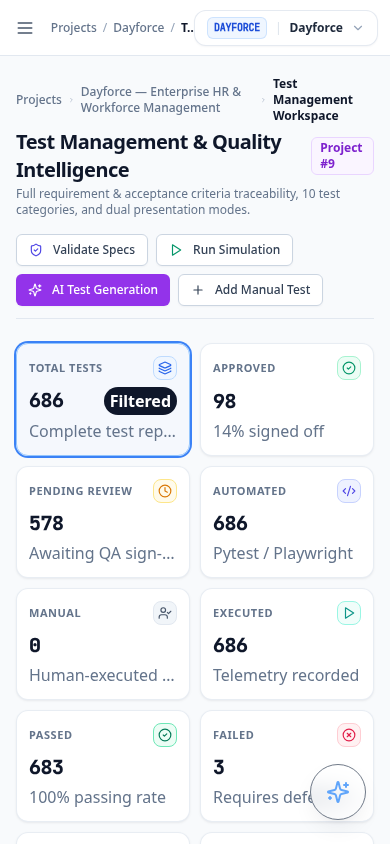 Projects / Dayforce / T...
DAYFORCE
Dayforce
Projects › Dayforce — Enterprise HR & Workforce Management › Test Management Workspace
Test Management & Quality
Intelligence
Project
#9
Full requirement & acceptance criteria traceability, 10 test
categories, and dual presentation modes.
Validate Specs
Run Simulation
AI Test Generation
Add Manual Test
TOTAL TESTS
686
Filtered
Complete test rep...
APPROVED
98
14% signed off
PENDING REVIEW
578
Awaiting QA sign-...
AUTOMATED
686
Pytest / Playwright
MANUAL
0
Human-executed ...
EXECUTED
686
Telemetry recorded
PASSED
683
100% passing rate
FAILED
3
Requires